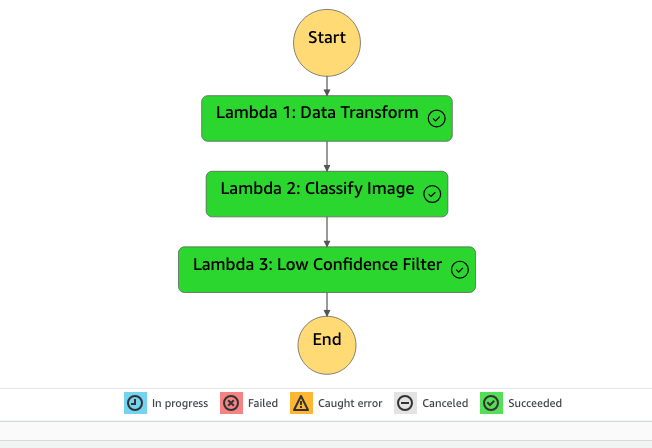 Start
Lambda 1: Data Transform
Lambda 2: Classify Image
Lambda 3: Low Confidence Filter
End
In progress Failed Caught error Canceled Succeeded